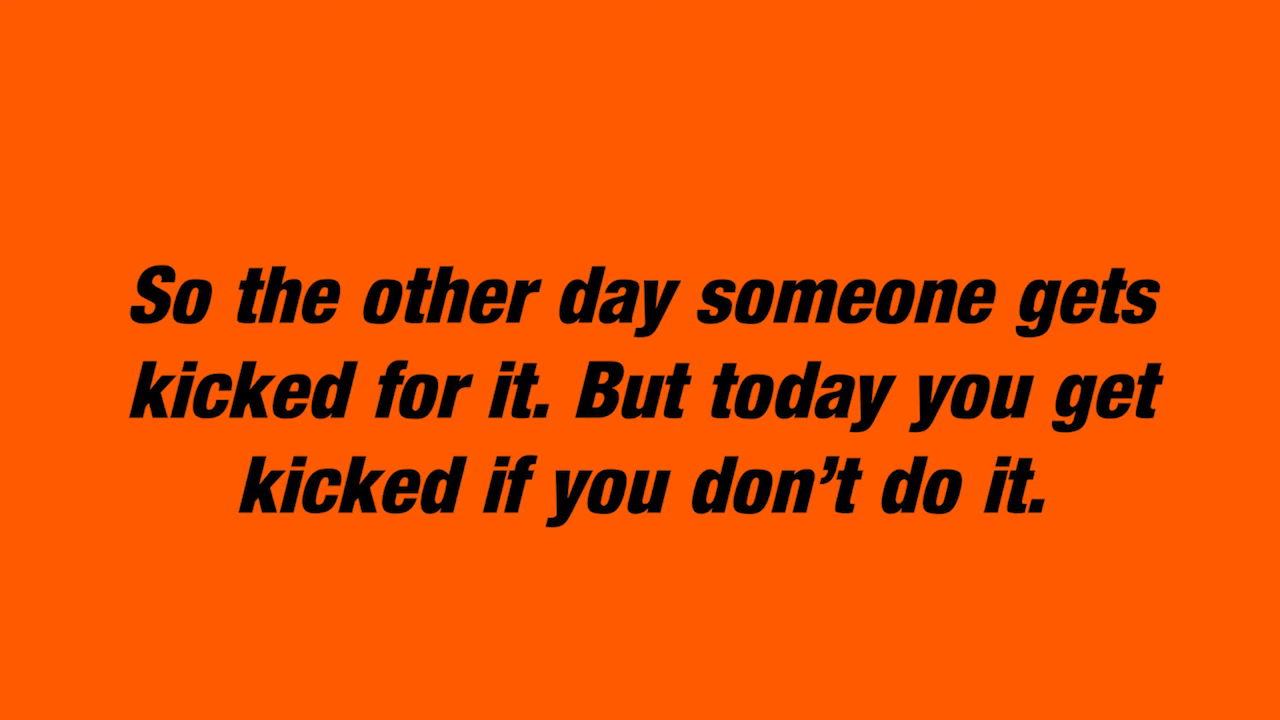 So the other day someone gets
kicked for it. But today you get
kicked if you don’t do it.